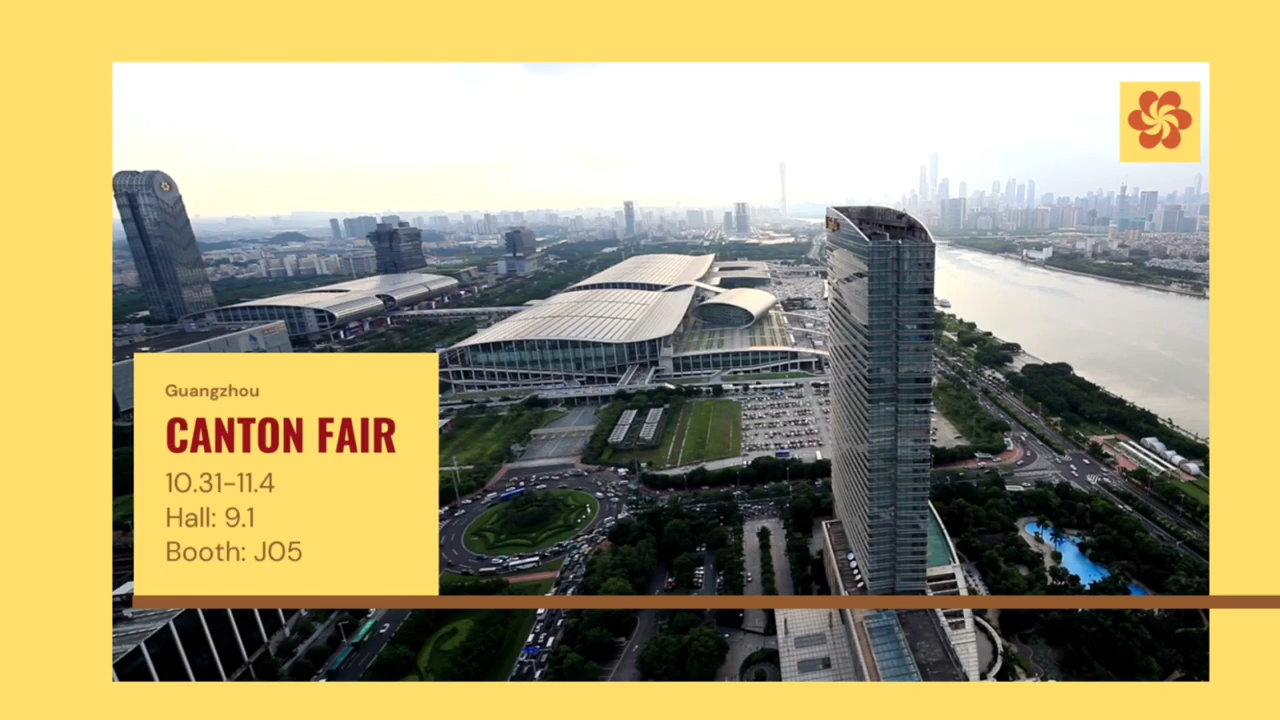 Guangzhou
CANTON FAIR
10.31-11.4
Hall: 9.1
Booth: J05